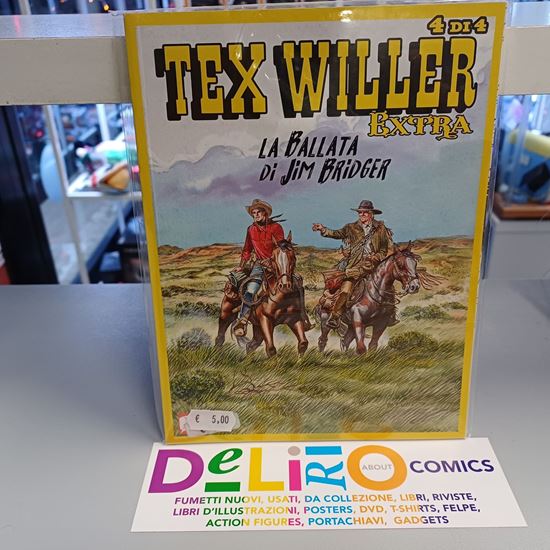 4 DI 4
TEX WILLER
EXTRA
LA BALLATA
DI JIM BRIDGER
€ 5,00
DeLiRiO
ABOUT
COMICS
FUMETTI NUOVI, USATI, DA COLLEZIONE, LIBRI, RIVISTE,
LIBRI D'ILLUSTRAZIONI, POSTERS, DVD, T-SHIRTS, FELPE,
ACTION FIGURES, PORTACHIAVI, GADGETS